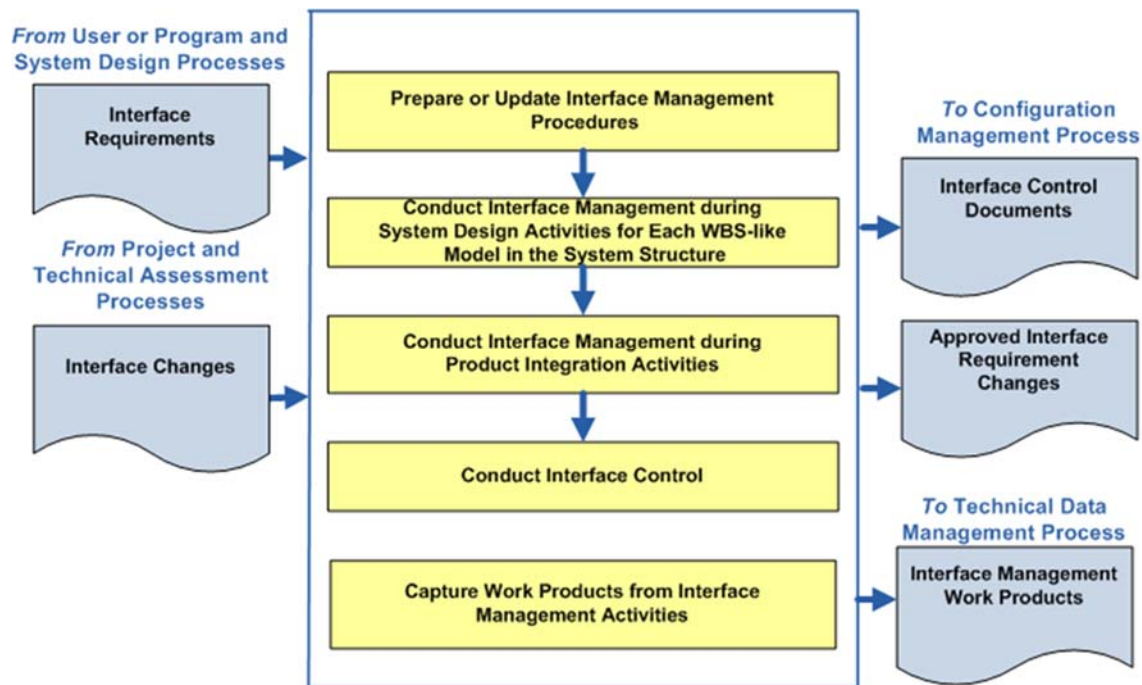 From User or Program and
System Design Processes
Interface
Requirements
From Project and
Technical Assessment
Processes
Interface Changes
Prepare or Update Interface Management
Procedures
Conduct Interface Management during
System Design Activities for Each WBS-like
Model in the System Structure
Conduct Interface Management during
Product Integration Activities
Conduct Interface Control
Capture Work Products from Interface
Management Activities
To Configuration
Management Process
Interface Control
Documents
Approved Interface
Requirement
Changes
To Technical Data
Management Process
Interface Management
Work Products